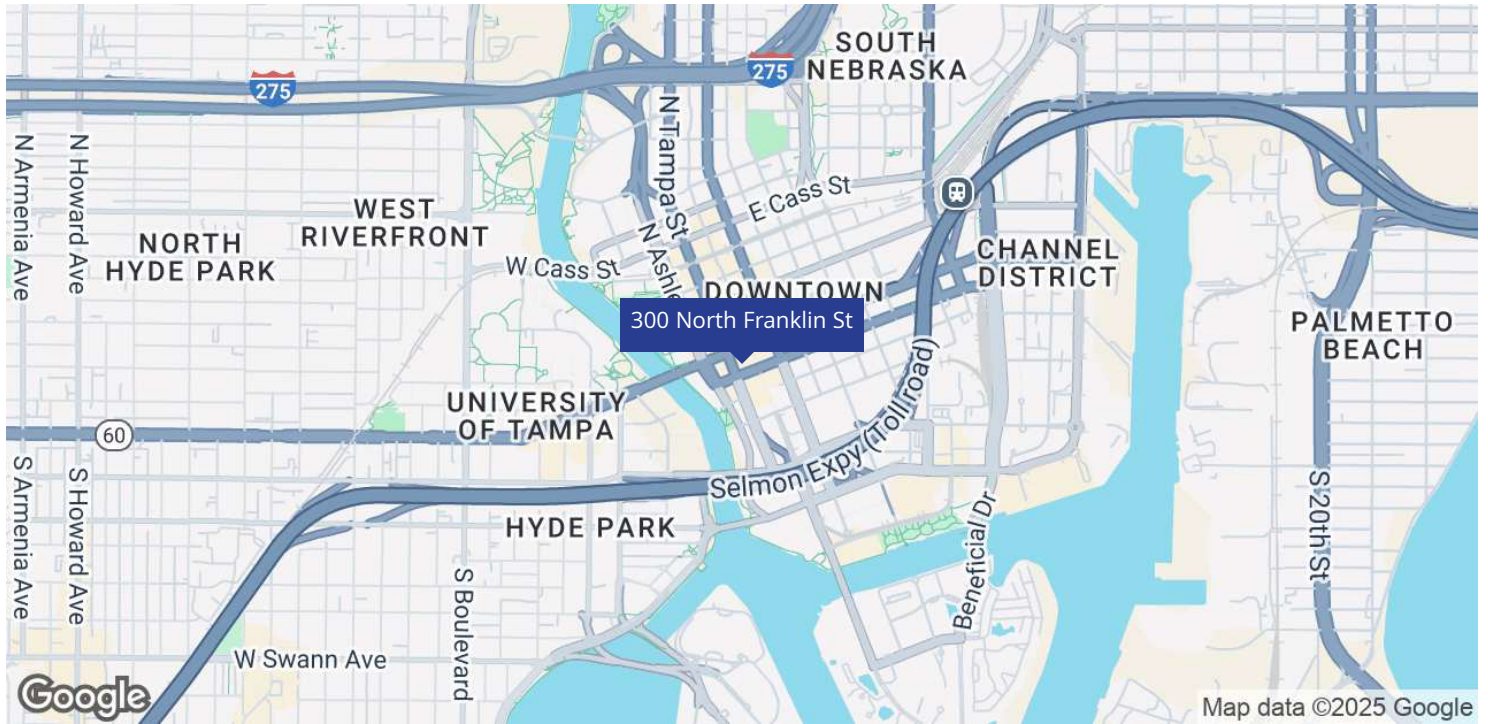 SOUTH
NEBRASKA
275
275
N Tampa St
N Armenia Ave
N Howard Ave
E Cass St
WEST
RIVERFRONT
NORTH
HYDE PARK
N Ashle
W Cass St
CHANNEL
DISTRICT
DOWNTOWN
300 North Franklin St
PALMETTO
BEACH
UNIVERSITY
OF TAMPA
60
Selmon Expy (Toll road)
S Armenia Ave
S Howard Ave
HYDE PARK
S 20th St
Beneficial Dr
S Boulevard
W Swann Ave
Google
Map data ©2025 Google